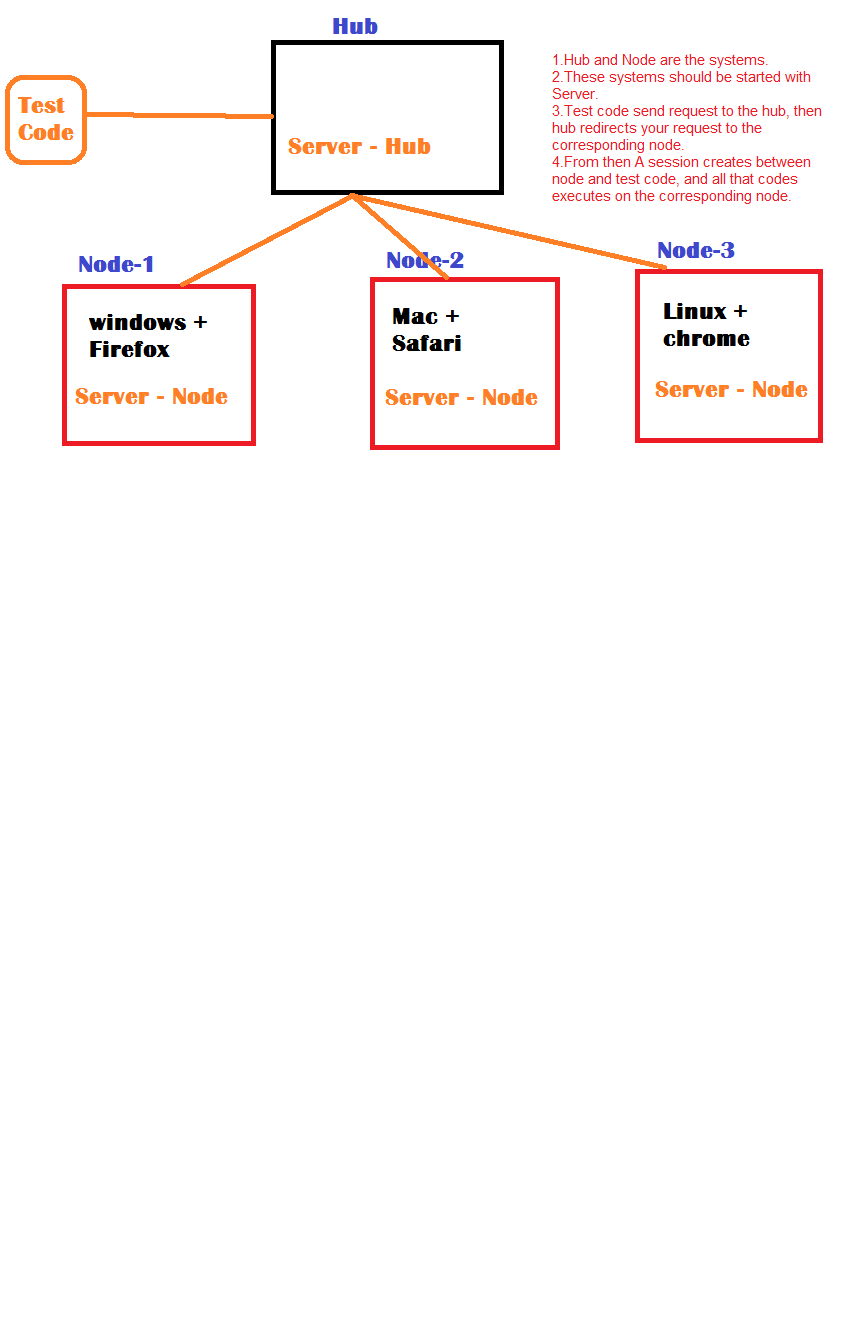 Hub
Test
Code
Server - Hub
1.Hub and Node are the systems.
2.These systems should be started with
Server.
3.Test code send request to the hub, then
hub redirects your request to the
corresponding node.
4.From then A session creates between
node and test code, and all that codes
executes on the corresponding node.
Node-1
windows +
Firefox
Server - Node
Node-2
Mac +
Safari
Server - Node
Node-3
Linux +
chrome
Server - Node